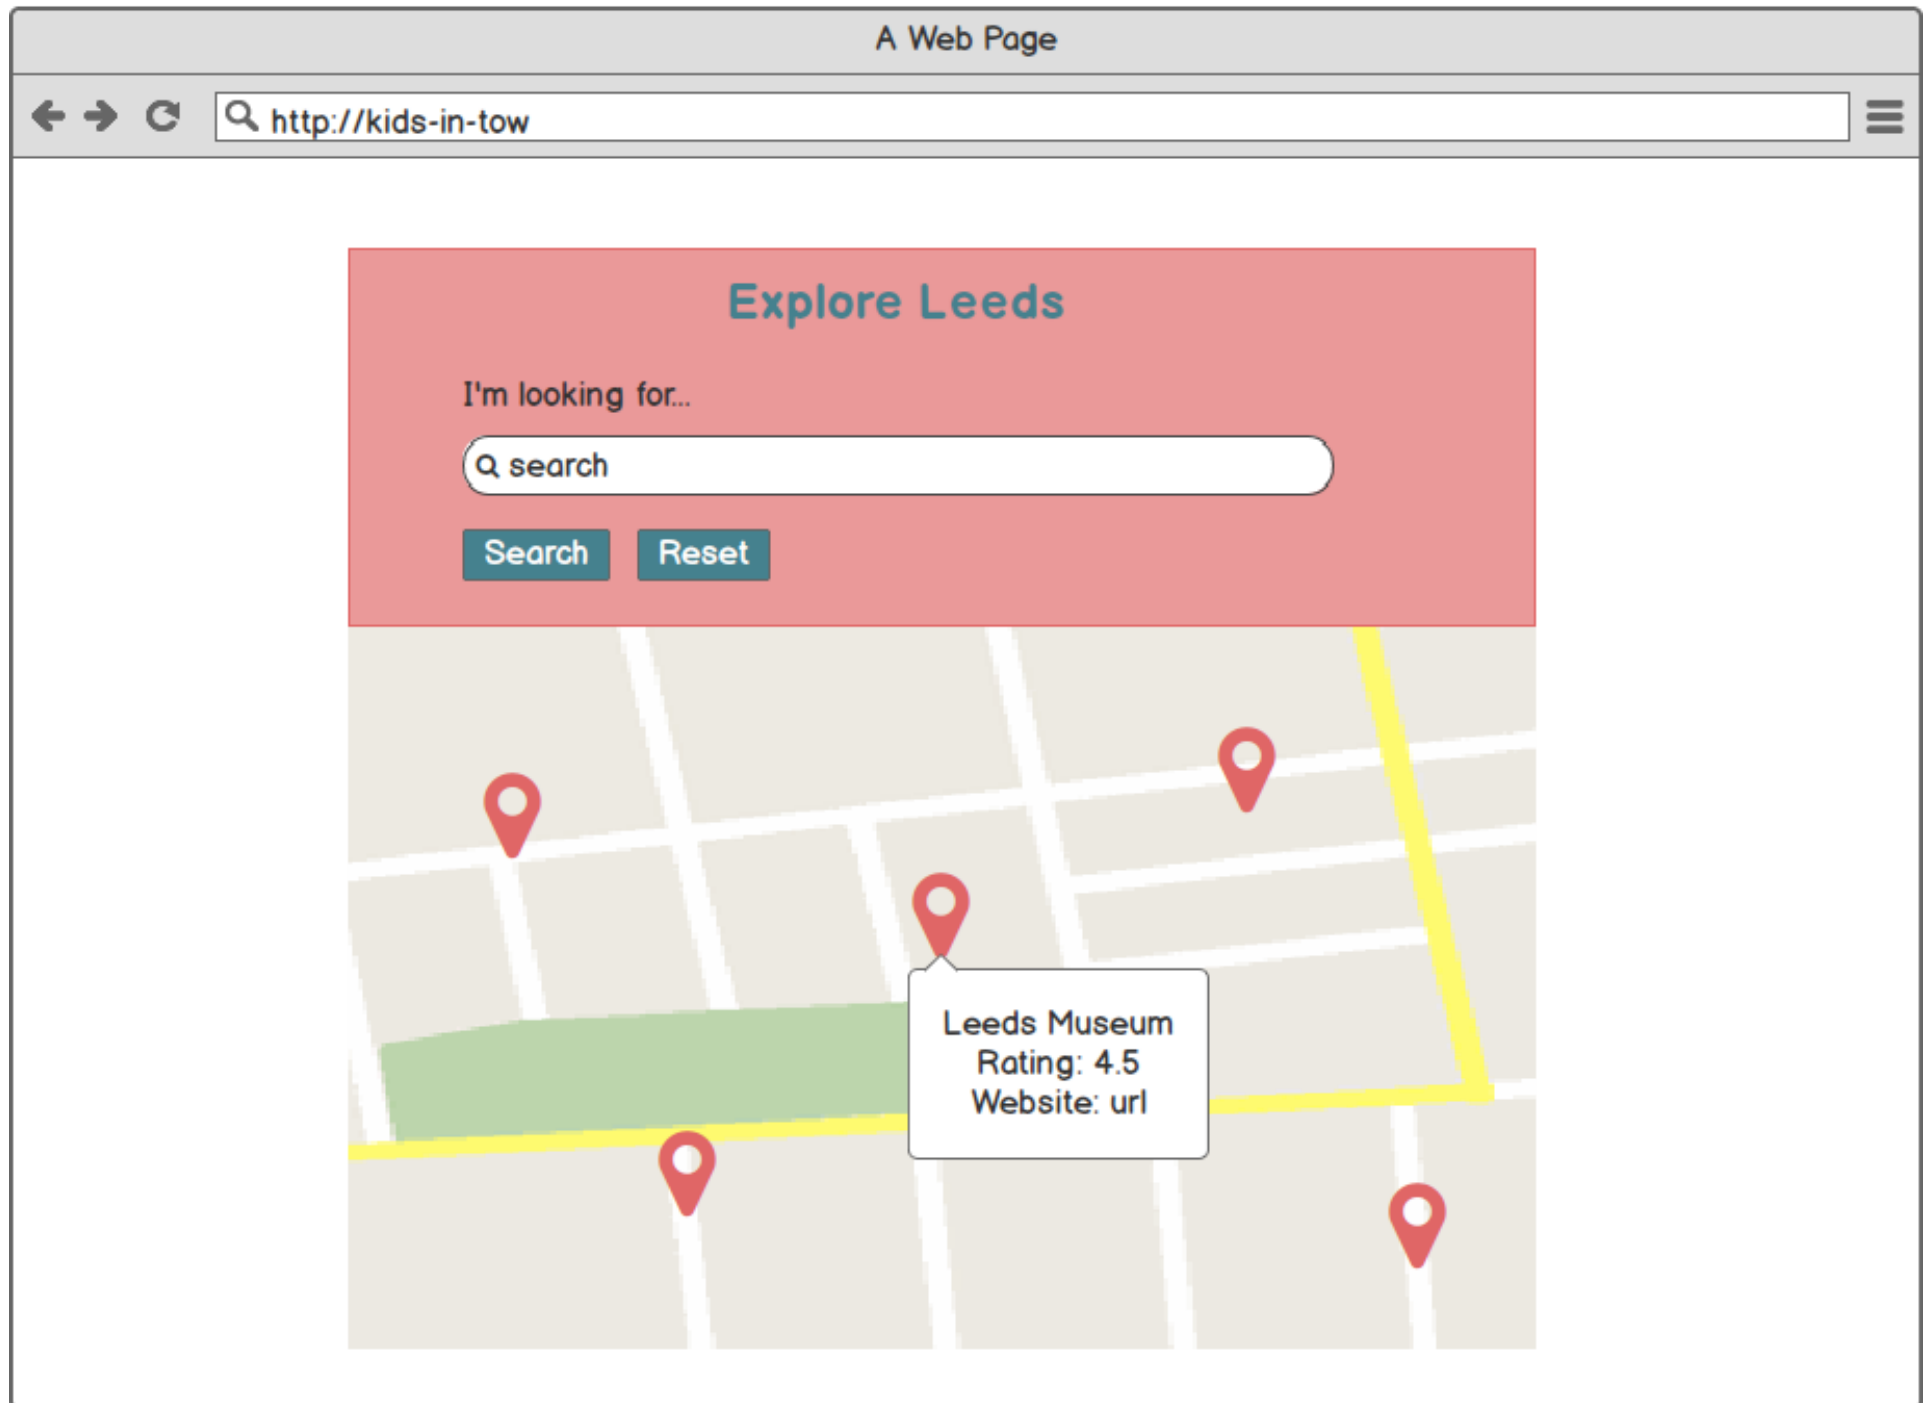 A Web Page
http://kids-in-tow
Explore Leeds
I'm looking for...
search
Search
Reset
Leeds Museum
Rating: 4.5
Website: url